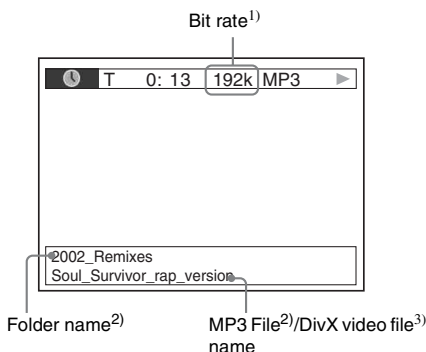 Bit rate1)
T 0: 13 192k MP3
2002_Remixes
Soul_Survivor_rap_version
Folder name2)
MP3 File2)/DivX video file3)
name